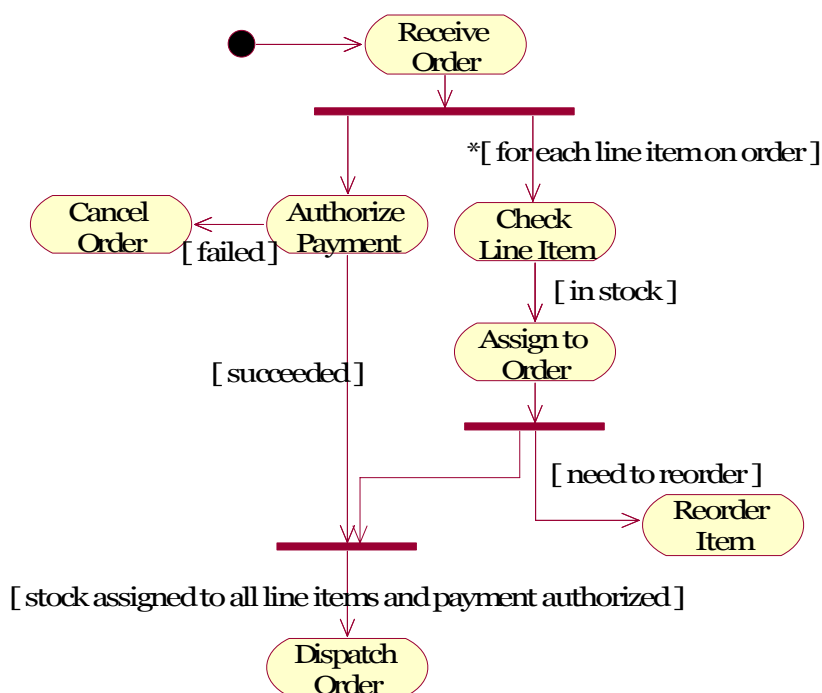 Receive
Order
*[ for each line item on order ]
Cancel
Order
Authorize
Payment
[ failed ]
Check
Line Item
[ in stock ]
Assign to
Order
[ succeeded ]
[ need to reorder ]
Reorder
Item
[ stock assigned to all line items and payment authorized ]
Dispatch
Order